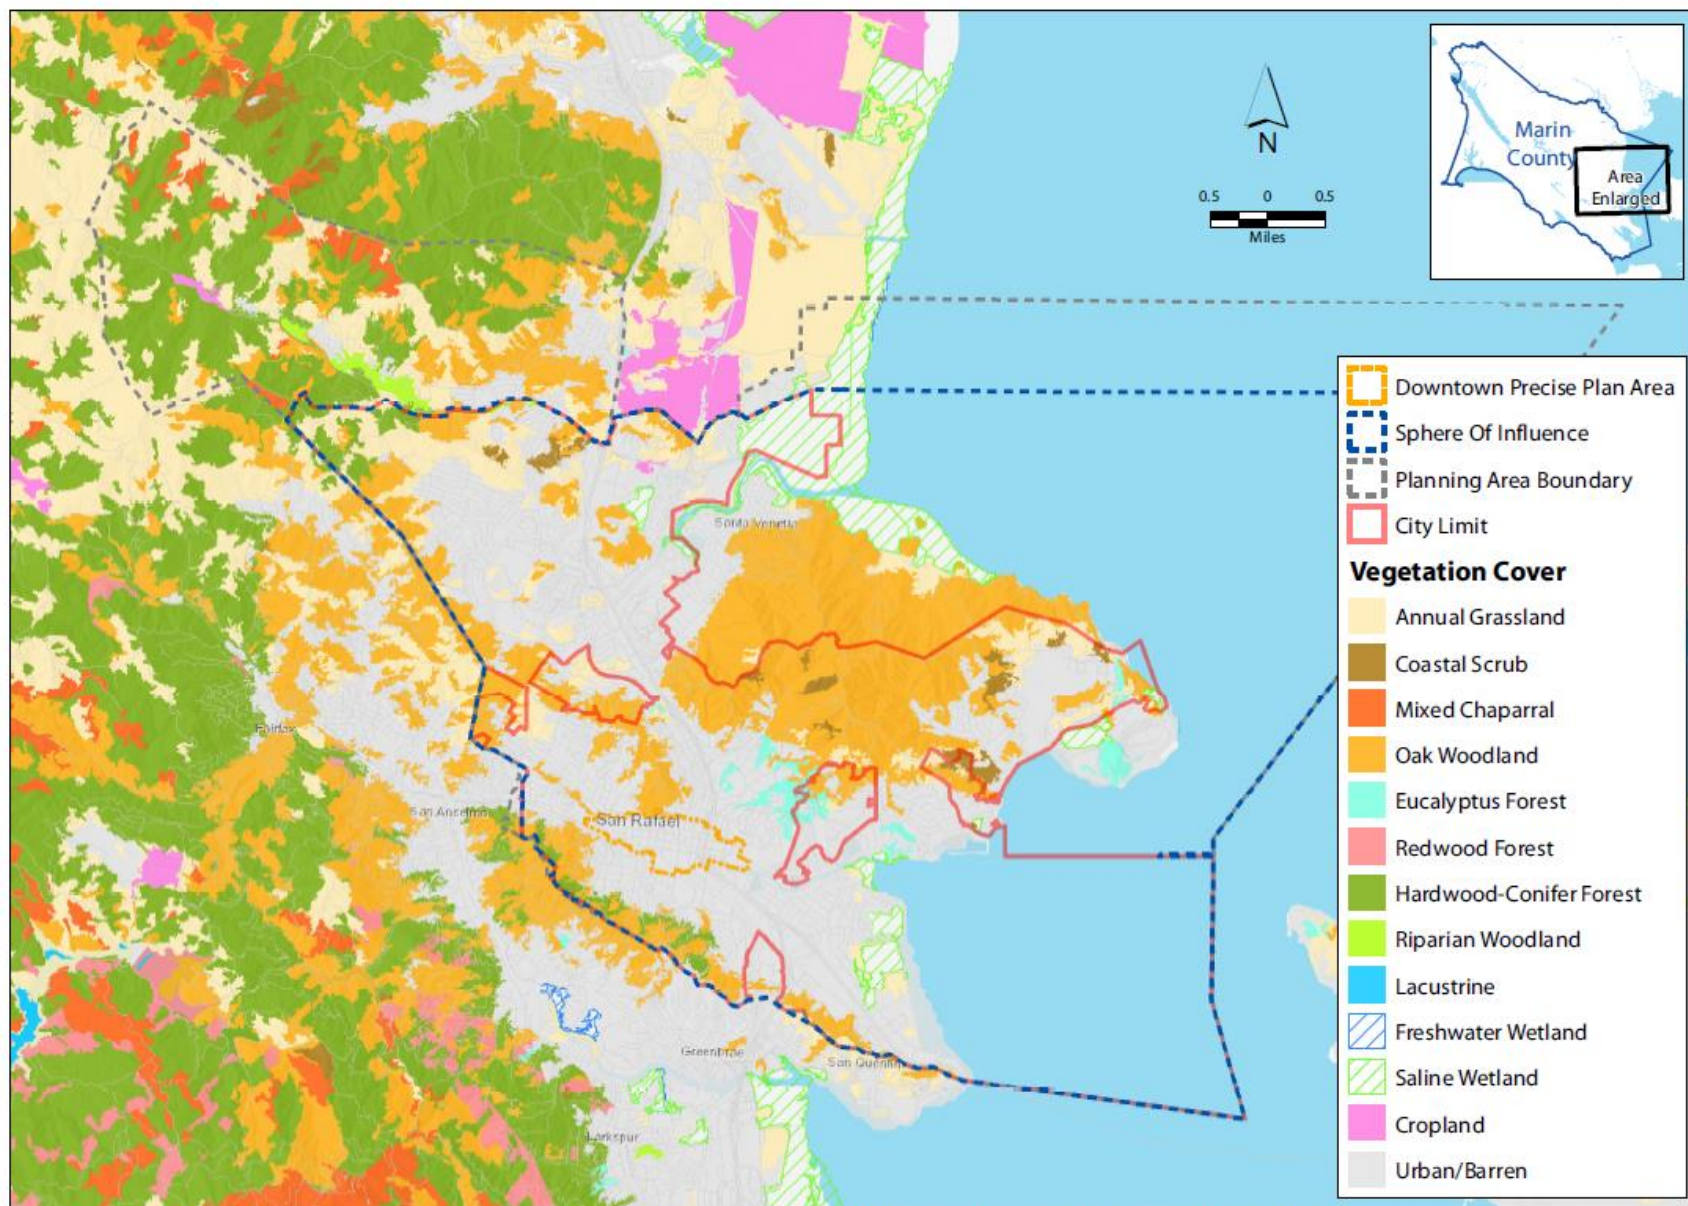 N
0.5 0 0.5
Miles
Marin
County
Area
Enlarged
Santa Venetia
Fairfax
San Anselmo
San Rafael
Greenbrae
San Quentin
Larkspur
Downtown Precise Plan Area
Sphere Of Influence
Planning Area Boundary
City Limit
Vegetation Cover
Annual Grassland
Coastal Scrub
Mixed Chaparral
Oak Woodland
Eucalyptus Forest
Redwood Forest
Hardwood-Conifer Forest
Riparian Woodland
Lacustrine
Freshwater Wetland
Saline Wetland
Cropland
Urban/Barren